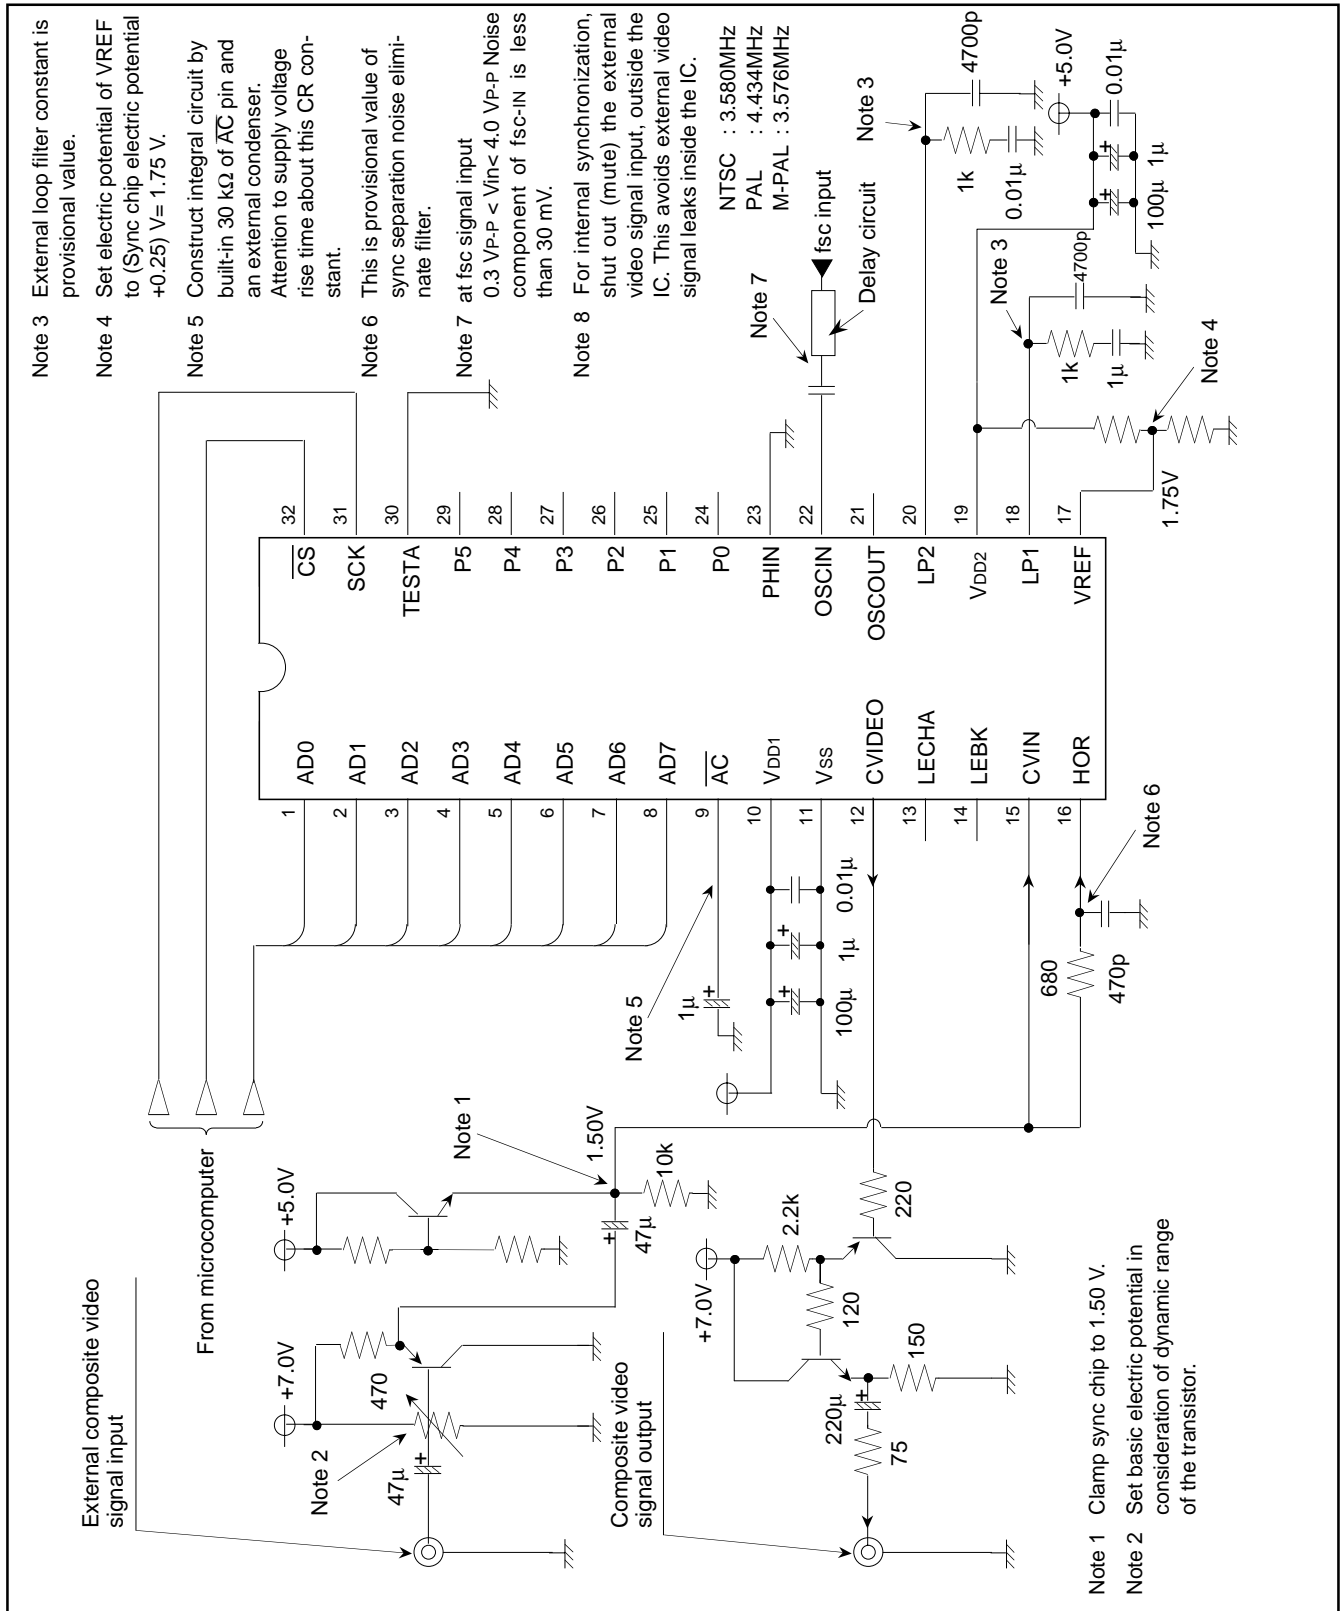 Note 3 External loop filter constant is
provisional value.
Note 4 Set electric potential of VREF
to (Sync chip electric potential
+0.25) V= 1.75 V.
Note 5 Construct integral circuit by
built-in 30 kΩ of AC pin and
an external condenser.
Attention to supply voltage
rise time about this CR con-
stant.
Note 6 This is provisional value of
sync separation noise elimi-
nate filter.
Note 7 at fsc signal input
0.3 VP-P < Vin< 4.0 VP-P Noise
component of fsc-IN is less
than 30 mV.
Note 8 For internal synchronization,
shut out (mute) the external
video signal input, outside the
IC. This avoids external video
signal leaks inside the IC.
NTSC : 3.580MHz
PAL : 4.434MHz
M-PAL : 3.576MHz
fsc input
Delay circuit
Note 7
Note 3
4700p
1k
0.01µ
+5.0V
0.01µ
1µ
100µ
Note 3
4700p
1k
1µ
Note 4
1.75V
32
31
30
29
28
27
26
25
24
23
22
21
20
19
18
17
CS
SCK
TESTA
P5
P4
P3
P2
P1
P0
PHIN
OSCIN
OSCOUT
LP2
VDD2
LP1
VREF
AD0
AD1
AD2
AD3
AD4
AD5
AD6
AD7
AC
VDD1
VSS
CVIDEO
LECHA
LEBK
CVIN
HOR
1
2
3
4
5
6
7
8
9
10
11
12
13
14
15
16
Note 6
0.01µ
1µ
100µ
1µ
Note 5
680
470p
From microcomputer
Note 1
1.50V
+5.0V
10k
47µ
External composite video
signal input
+7.0V
470
Note 2
47µ
Composite video
signal output
+7.0V
2.2k
220
120
150
220µ
75
Note 1 Clamp sync chip to 1.50 V.
Note 2 Set basic electric potential in
consideration of dynamic range
of the transistor.